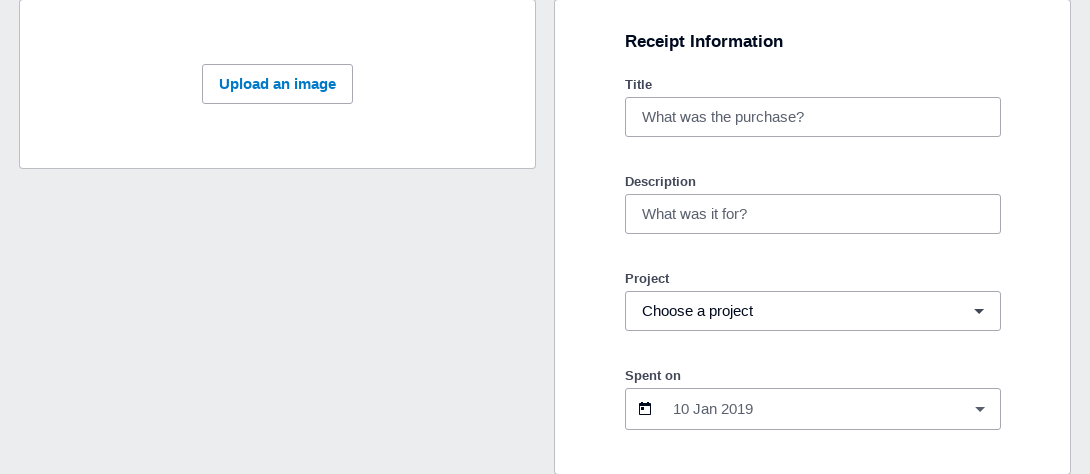 Upload an image
Receipt Information
Title
What was the purchase?
Description
What was it for?
Project
Choose a project
Spent on
10 Jan 2019